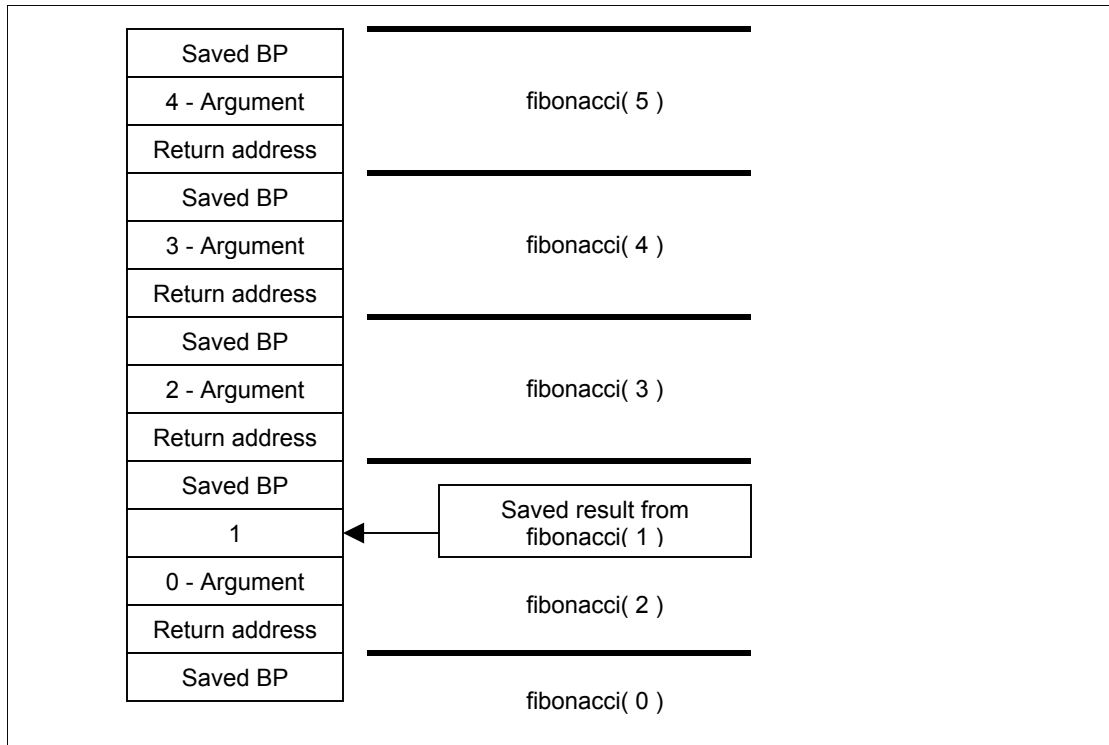 Saved BP
4 - Argument
fibonacci( 5 )
Return address
Saved BP
3 - Argument
fibonacci( 4 )
Return address
Saved BP
2 - Argument
fibonacci( 3 )
Return address
Saved BP
1
Saved result from
fibonacci( 1 )
0 - Argument
fibonacci( 2 )
Return address
Saved BP
fibonacci( 0 )